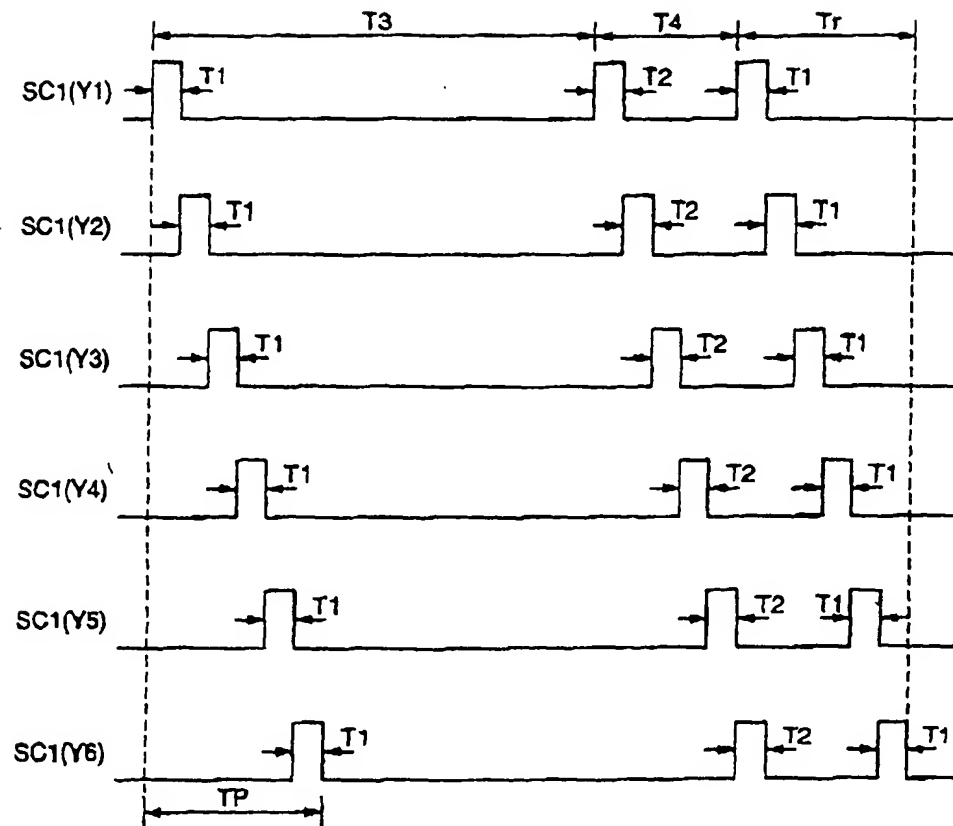 T3 T4 Tr
SC1(Y1) T1 T2 T1
SC1(Y2) T1 T2 T1
SC1(Y3) T1 T2 T1
SC1(Y4) T1 T2 T1
SC1(Y5) T1 T2 T1
SC1(Y6) T1 T2 T1
TP